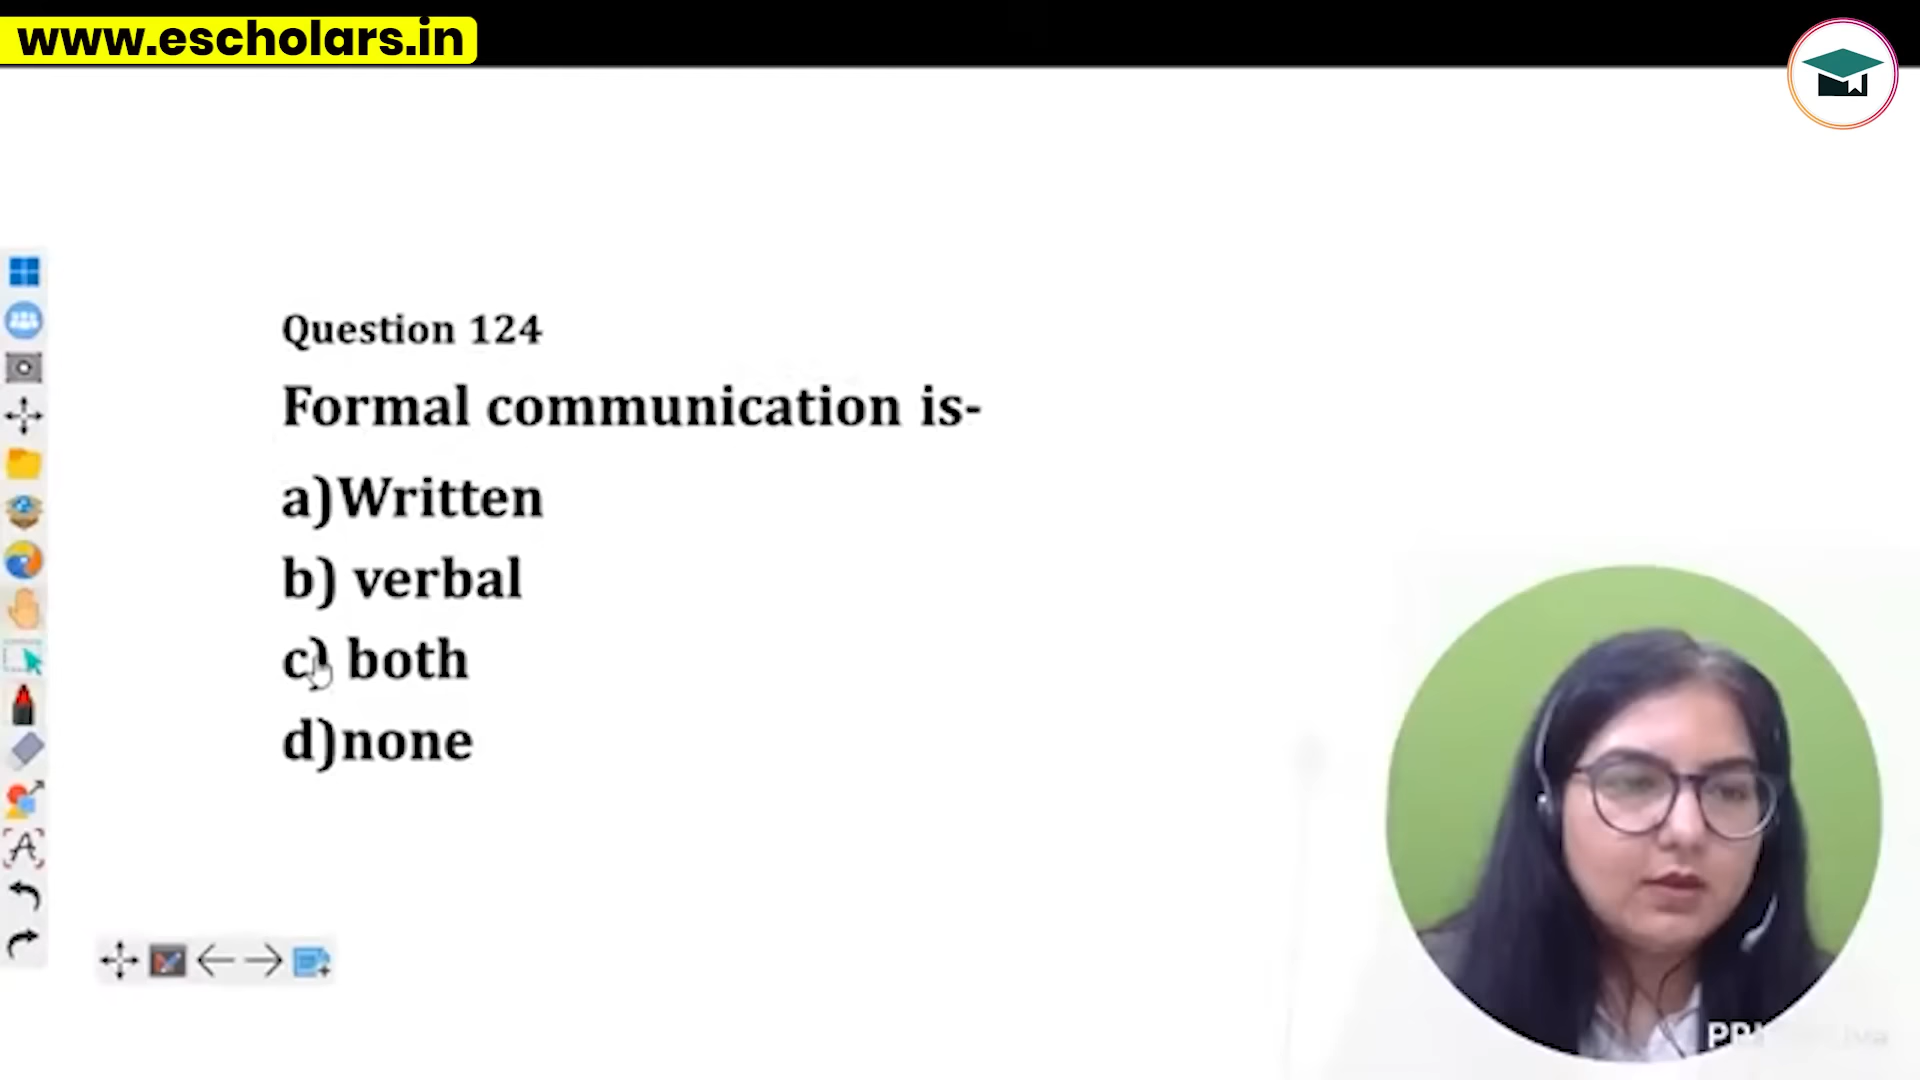 www.escholars.in
Question 124
Formal communication is-
a)Written
b) verbal
c) both
d)none